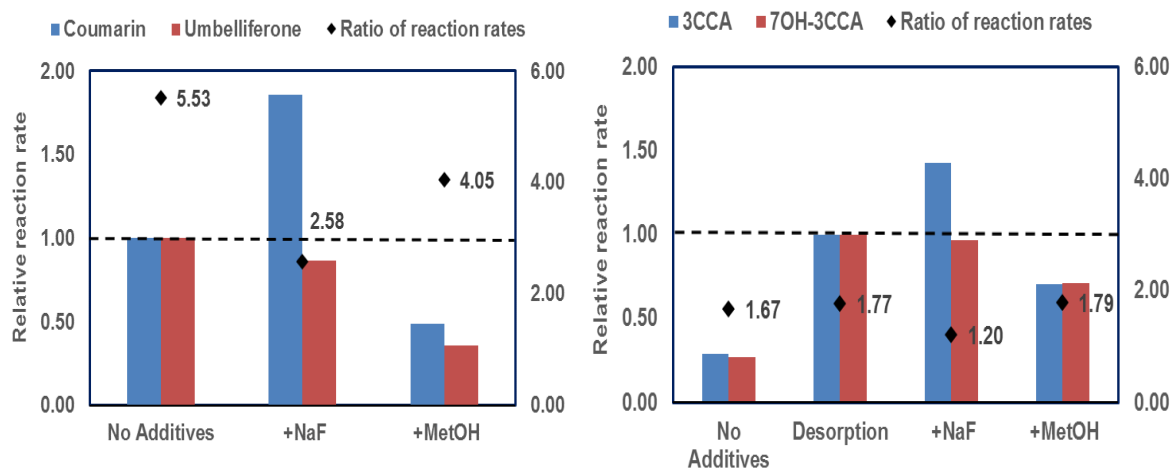 Coumarin Umbelliferone Ratio of reaction rates
2.00 6.00
5.53
1.50
4.00
4.05
2.58
1.00
2.00
0.50
0.00 0.00
Relative reaction rate
No Additives +NaF +MetOH
3CCA 7OH-3CCA Ratio of reaction rates
2.00 6.00
1.50
4.00
1.00
2.00
1.67 1.77 1.20 1.79
0.50
0.00 0.00
Relative reaction rate
No Desorption +NaF +MetOH
Additives